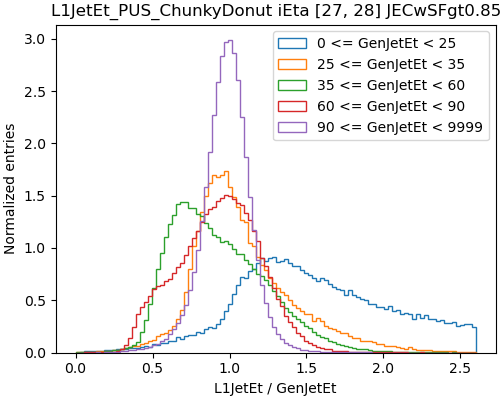 L1JetEt_PUS_ChunkyDonut iEta [27, 28] JECwSFgt0.85
0 <= GenJetEt < 25
25 <= GenJetEt < 35
35 <= GenJetEt < 60
60 <= GenJetEt < 90
90 <= GenJetEt < 9999
Normalized entries
3.0
2.5
2.0
1.5
1.0
0.5
0.0
0.0 0.5 1.0 1.5 2.0 2.5
L1JetEt / GenJetEt